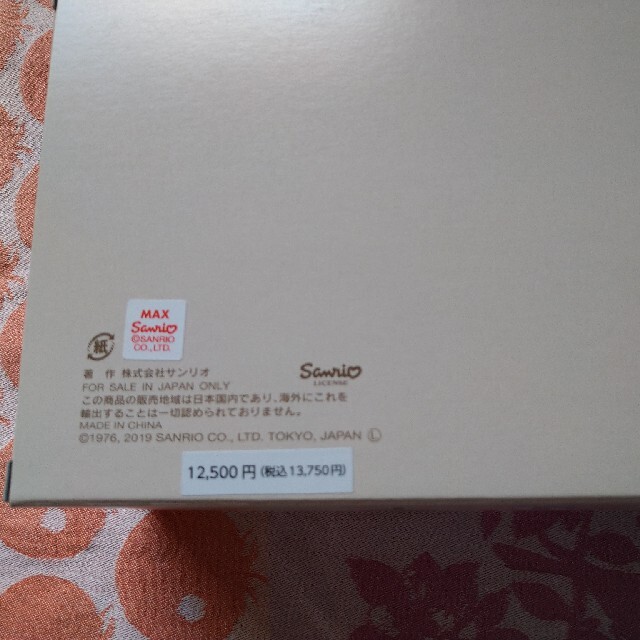 MAX
Sanrio
©SANRIO
CO., LTD.
紙
著 作 株式会社サンリオ
Sanrio
LICENSE
FOR SALE IN JAPAN ONLY
この商品の販売地域は日本国内であり、海外にこれを
輸出することは一切認められておりません。
MADE IN CHINA
©1976, 2019 SANRIO CO., LTD. TOKYO, JAPAN Ⓛ
12,500円(税込13,750円)